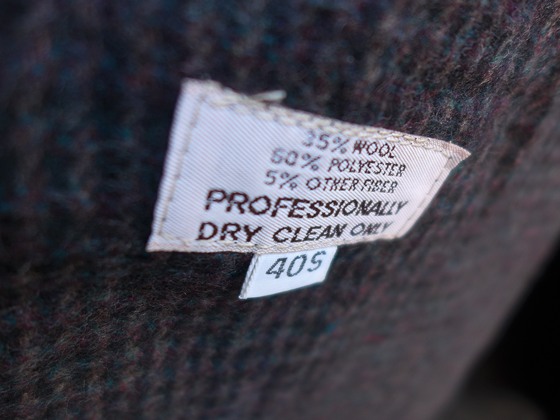 35% WOOL
60% POLYESTER
5% OTHER FIBER
PROFESSIONALLY
DRY CLEAN ONLY
40S